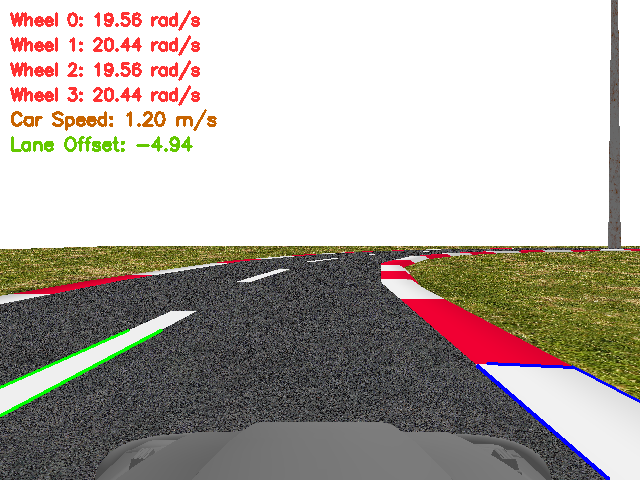 Wheel 0: 19.56 rad/s
Wheel 1: 20.44 rad/s
Wheel 2: 19.56 rad/s
Wheel 3: 20.44 rad/s
Car Speed: 1.20 m/s
Lane Offset: -4.94